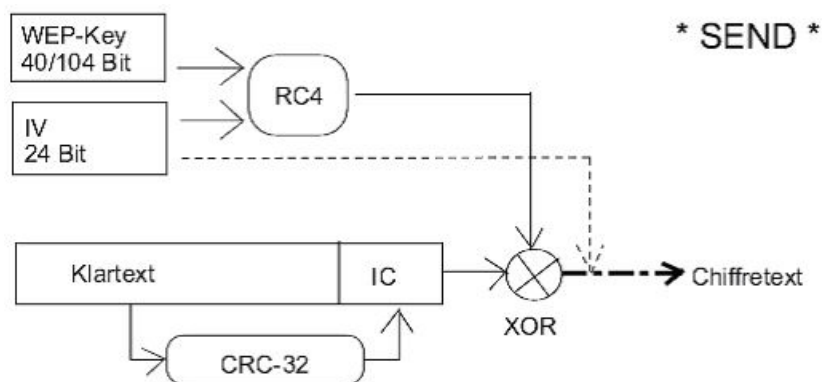 WEP-Key
40/104 Bit
* SEND *
RC4
IV
24 Bit
Klartext
IC
Chiffretext
XOR
CRC-32